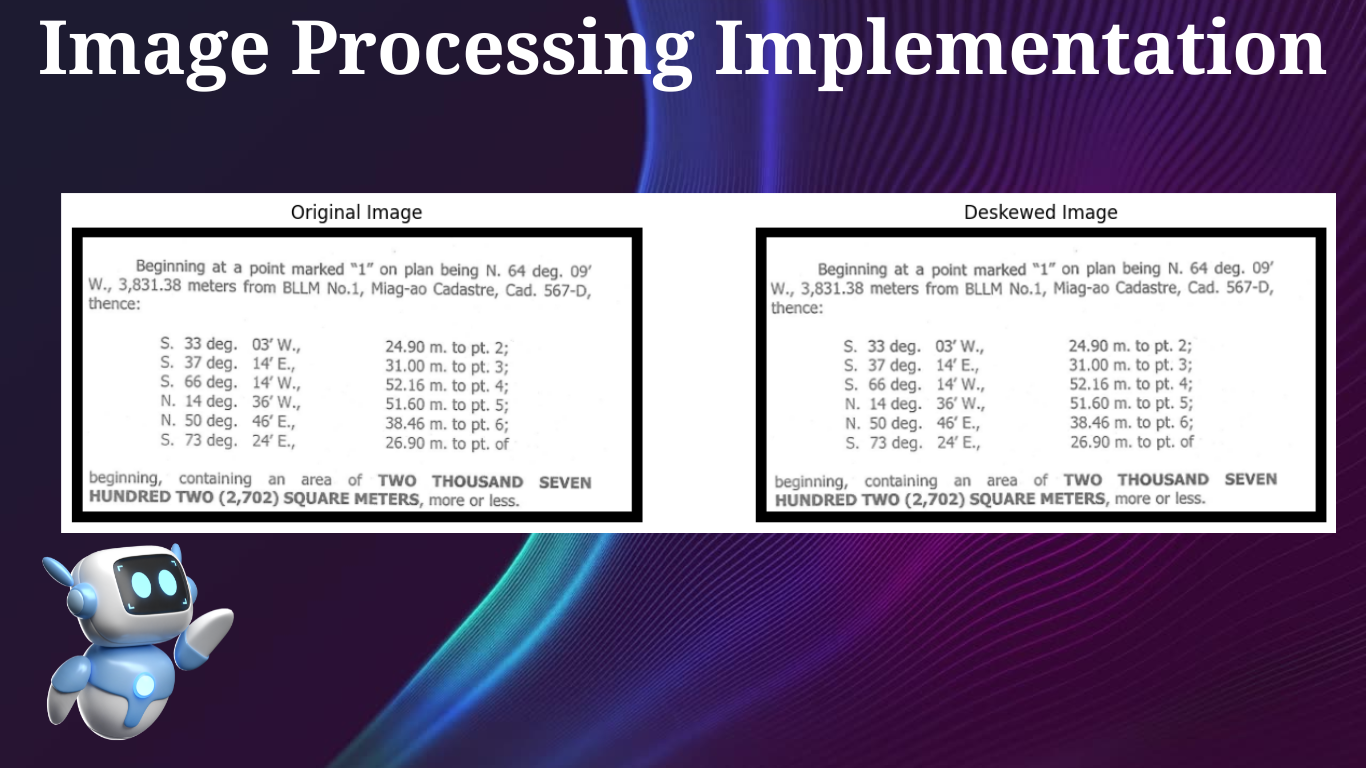 Image Processing Implementation
Original Image
Beginning at a point marked “1” on plan being N. 64 deg. 09′
W., 3,831.38 meters from BLLM No.1, Miag-ao Cadastre, Cad. 567-D,
thence:
S. 33 deg. 03′ W., 24.90 m. to pt. 2;
S. 37 deg. 14′ E., 31.00 m. to pt. 3;
S. 66 deg. 14′ W., 52.16 m. to pt. 4;
N. 14 deg. 36′ W., 51.60 m. to pt. 5;
N. 50 deg. 46′ E., 38.46 m. to pt. 6;
S. 73 deg. 24′ E., 26.90 m. to pt. of
beginning, containing an area of TWO THOUSAND SEVEN
HUNDRED TWO (2,702) SQUARE METERS, more or less.
Deskewed Image
Beginning at a point marked “1” on plan being N. 64 deg. 09′
W., 3,831.38 meters from BLLM No.1, Miag-ao Cadastre, Cad. 567-D,
thence:
S. 33 deg. 03′ W., 24.90 m. to pt. 2;
S. 37 deg. 14′ E., 31.00 m. to pt. 3;
S. 66 deg. 14′ W., 52.16 m. to pt. 4;
N. 14 deg. 36′ W., 51.60 m. to pt. 5;
N. 50 deg. 46′ E., 38.46 m. to pt. 6;
S. 73 deg. 24′ E., 26.90 m. to pt. of
beginning, containing an area of TWO THOUSAND SEVEN
HUNDRED TWO (2,702) SQUARE METERS, more or less.